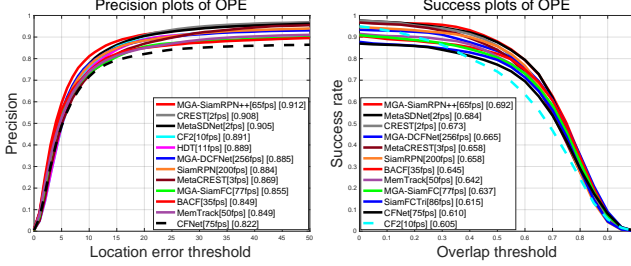 Precision plots of OPE
Precision
1
0.9
0.8
0.7
0.6
0.5
0.4
0.3
0.2
0.1
0
MGA-SiamRPN++[65fps] [0.912]
CREST[2fps] [0.908]
MetaSDNet[2fps] [0.905]
CF2[10fps] [0.891]
HDT[11fps] [0.889]
MGA-DCFNet[256fps] [0.885]
SiamRPN[200fps] [0.884]
MetaCREST[3fps] [0.869]
MGA-SiamFC[77fps] [0.855]
BACF[35fps] [0.849]
MemTrack[50fps] [0.849]
CFNet[75fps] [0.822]
0 5 10 15 20 25 30 35 40 45 50
Location error threshold
Success plots of OPE
Success rate
1
0.9
0.8
0.7
0.6
0.5
0.4
0.3
0.2
0.1
0
MGA-SiamRPN++[65fps] [0.692]
MetaSDNet[2fps] [0.684]
CREST[2fps] [0.673]
MGA-DCFNet[256fps] [0.665]
MetaCREST[3fps] [0.658]
SiamRPN[200fps] [0.658]
BACF[35fps] [0.645]
MemTrack[50fps] [0.642]
MGA-SiamFC[77fps] [0.637]
SiamFCTri[86fps] [0.615]
CFNet[75fps] [0.610]
CF2[10fps] [0.605]
0 0.1 0.2 0.3 0.4 0.5 0.6 0.7 0.8 0.9
Overlap threshold